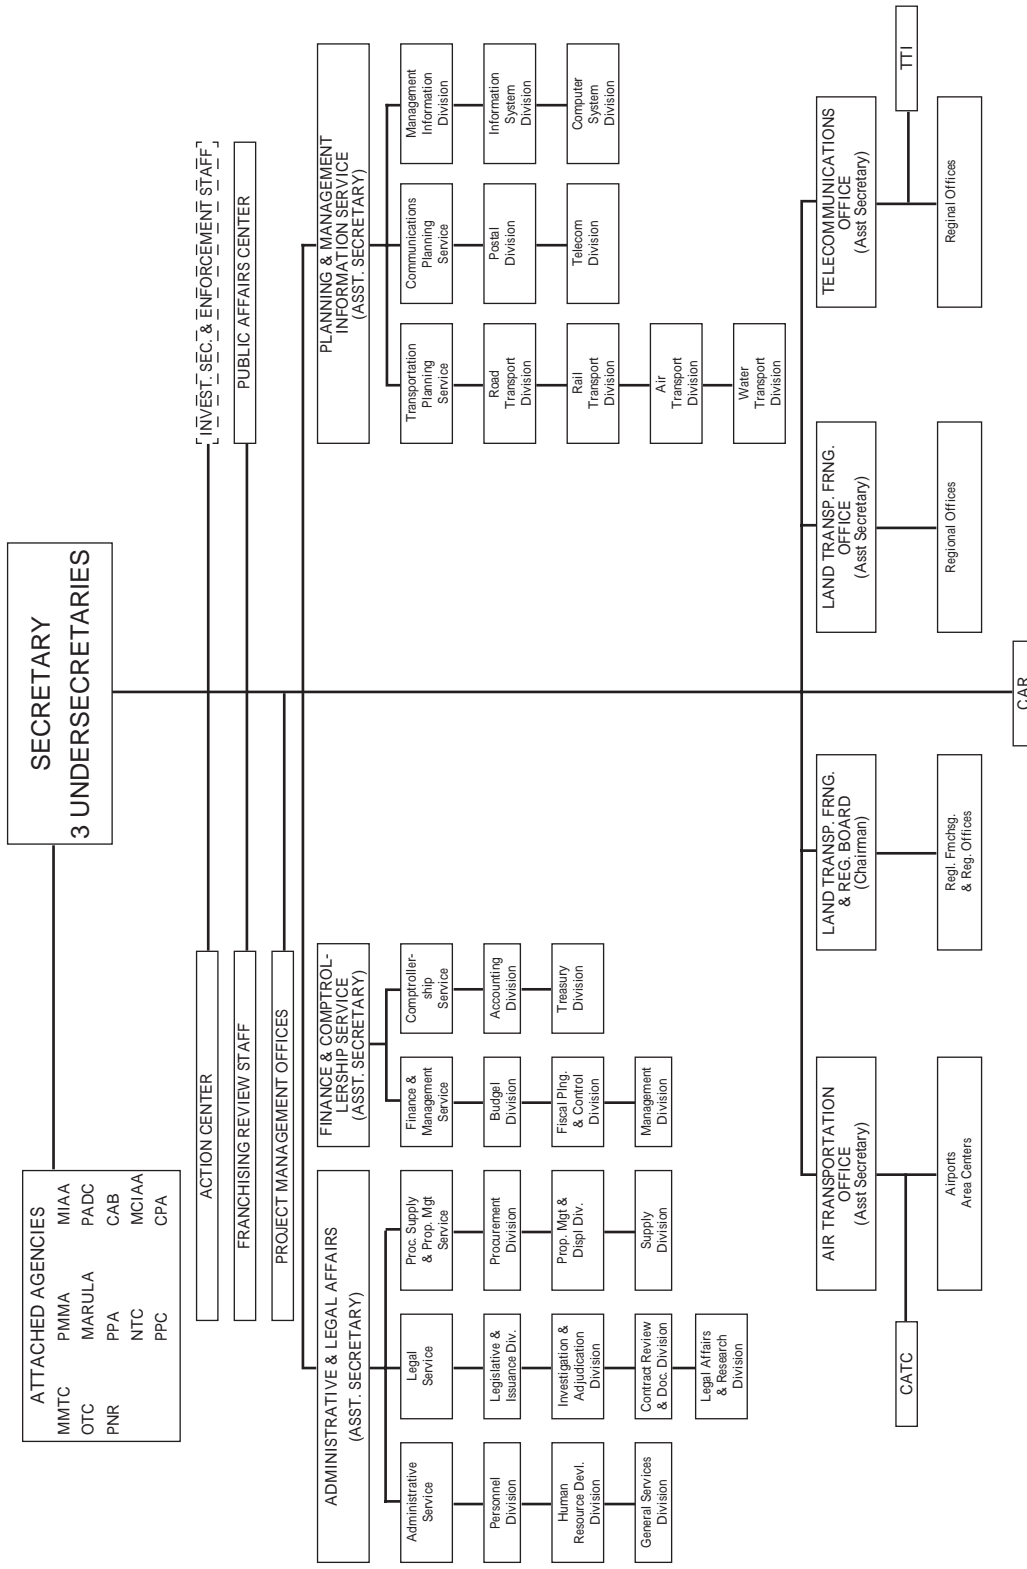 SECRETARY
3 UNDERSECRETARIES
ATTACHED AGENCIES
MMTC PMMA MIAA
OTC MARULA PADC
PNR PPA CAB
NTC MCIAA
PPC CPA
ACTION CENTER
INVEST. SEC. & ENFORCEMENT STAFF
FRANCHISING REVIEW STAFF
PUBLIC AFFAIRS CENTER
PROJECT MANAGEMENT OFFICES
ADMINISTRATIVE & LEGAL AFFAIRS
(ASST. SECRETARY)
Administrative
Service
Personnel
Division
Human
Resource Devl.
Division
General Services
Division
Legal
Service
Legislative &
Issuance Div.
Investigation &
Adjudication
Division
Contract Review
& Doc. Division
Legal Affairs
& Research
Division
Proc. Supply
& Prop. Mgt
Service
Procurement
Division
Prop. Mgt &
Displ Div.
Supply
Division
FINANCE & COMPTROL-
LERSHIP SERVICE
(ASST. SECRETARY)
Finance &
Management
Service
Budgel
Division
Fiscal Plng.
& Control
Division
Management
Division
Comptroller-
ship
Service
Accounting
Division
Treasury
Division
PLANNING & MANAGEMENT
INFORMATION SERVICE
(ASST. SECRETARY)
Transportation
Planning
Service
Road
Transport
Division
Rail
Transport
Division
Air
Transport
Division
Water
Transport
Division
Communications
Planning
Service
Postal
Division
Telecom
Division
Management
Information
Division
Information
System
Division
Computer
System
Division
AIR TRANSPORTATION
OFFICE
(Asst Secretary)
CATC
Airports
Area Centers
LAND TRANSP. FRNG.
& REG. BOARD
(Chairman)
Regl. Fmchsg.
& Reg. Offices
LAND TRANSP. FRNG.
OFFICE
(Asst Secretary)
Regional Offices
TELECOMMUNICATIONS
OFFICE
(Asst Secretary)
TTI
Reginal Offices
CAR